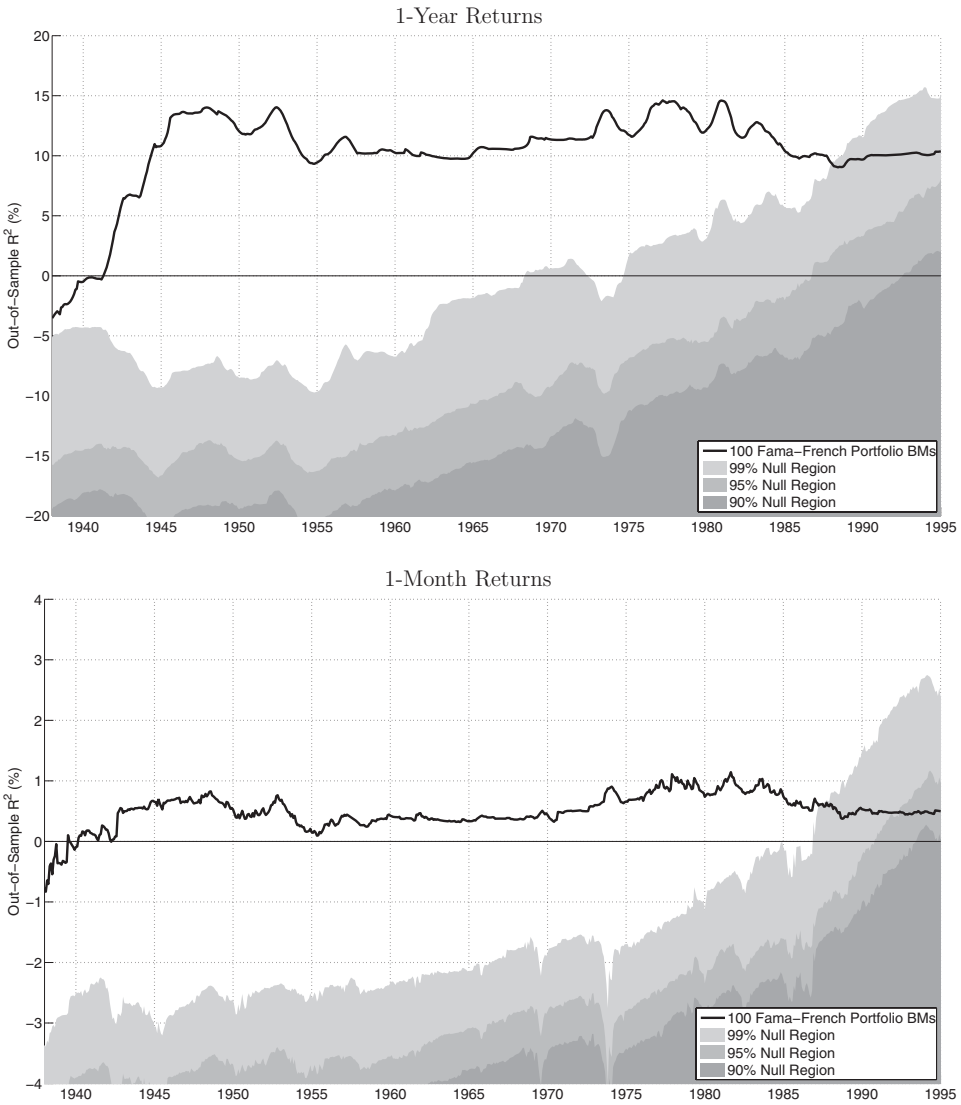 1-Year Returns
20
15
10
5
0
−5
−10
−15
−20
Out−of−Sample R² (%)
100 Fama−French Portfolio BMs
99% Null Region
95% Null Region
90% Null Region
1940 1945 1950 1955 1960 1965 1970 1975 1980 1985 1990 1995
1-Month Returns
4
3
2
1
0
−1
−2
−3
−4
Out−of−Sample R² (%)
100 Fama−French Portfolio BMs
99% Null Region
95% Null Region
90% Null Region
1940 1945 1950 1955 1960 1965 1970 1975 1980 1985 1990 1995